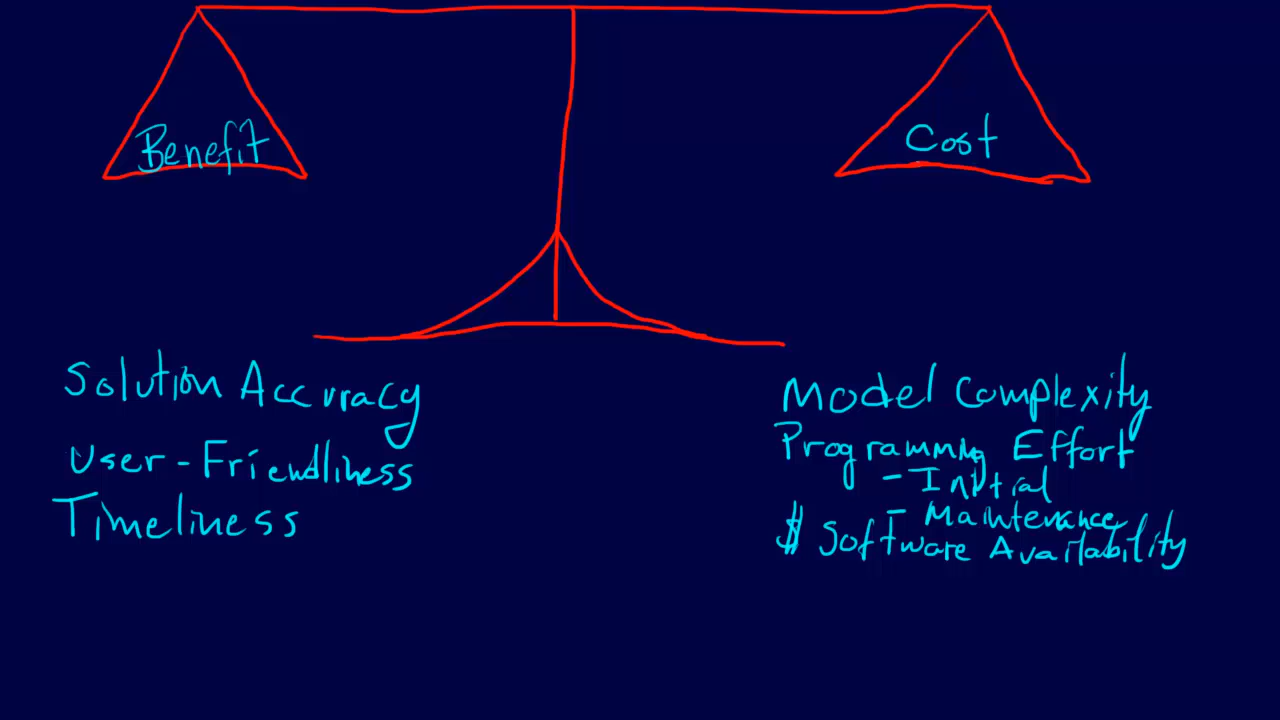 Benefit
Cost
Solution Accuracy
User-Friendliness
Timeliness
Model Complexity
Programming Effort
- Initial
- Maintenance
$ Software Availability